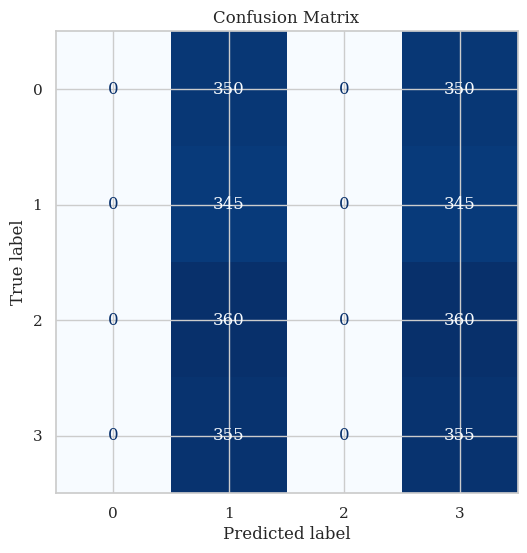 Confusion Matrix
True label
0 0 350 0 350
1 0 345 0 345
2 0 360 0 360
3 0 355 0 355
0 1 2 3
Predicted label